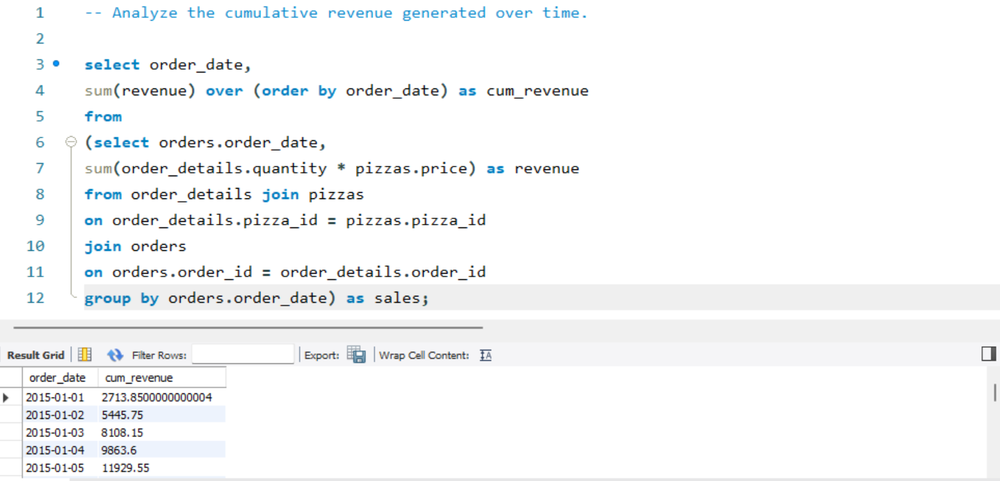 1 -- Analyze the cumulative revenue generated over time.
2
3 select order_date,
4 sum(revenue) over (order by order_date) as cum_revenue
5 from
6 (select orders.order_date,
7 sum(order_details.quantity * pizzas.price) as revenue
8 from order_details join pizzas
9 on order_details.pizza_id = pizzas.pizza_id
10 join orders
11 on orders.order_id = order_details.order_id
12 group by orders.order_date) as sales;
Result Grid Filter Rows: Export: Wrap Cell Content: IA
order_date cum_revenue
2015-01-01 2713.8500000000004
2015-01-02 5445.75
2015-01-03 8108.15
2015-01-04 9863.6
2015-01-05 11929.55